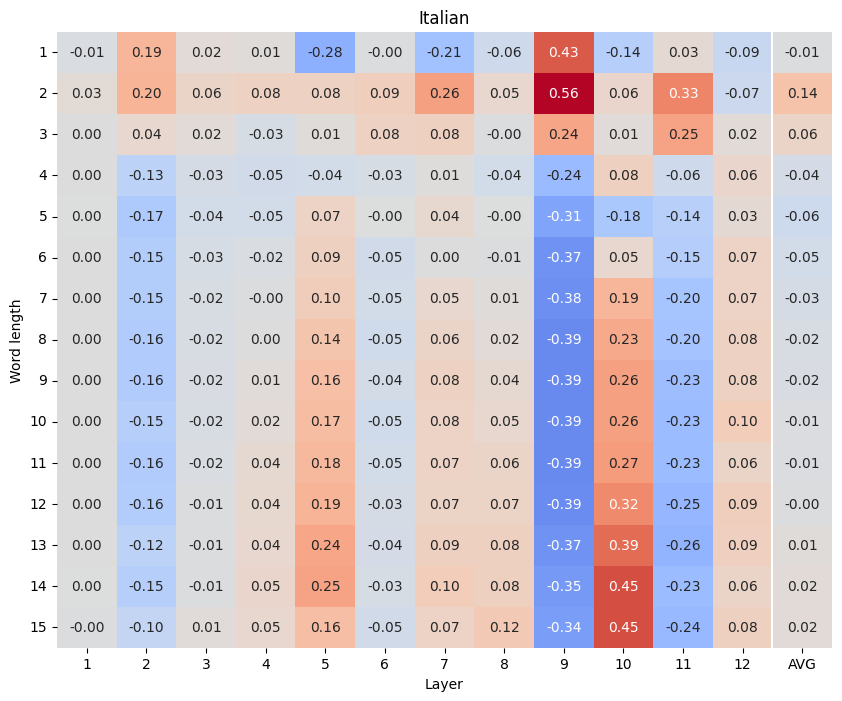 Italian
1 -0.01 0.19 0.02 0.01 -0.28 -0.00 -0.21 -0.06 0.43 -0.14 0.03 -0.09 -0.01
2 0.03 0.20 0.06 0.08 0.08 0.09 0.26 0.05 0.56 0.06 0.33 -0.07 0.14
3 0.00 0.04 0.02 -0.03 0.01 0.08 0.08 -0.00 0.24 0.01 0.25 0.02 0.06
4 0.00 -0.13 -0.03 -0.05 -0.04 -0.03 0.01 -0.04 -0.24 0.08 -0.06 0.06 -0.04
5 0.00 -0.17 -0.04 -0.05 0.07 -0.00 0.04 -0.00 -0.31 -0.18 -0.14 0.03 -0.06
6 0.00 -0.15 -0.03 -0.02 0.09 -0.05 0.00 -0.01 -0.37 0.05 -0.15 0.07 -0.05
7 0.00 -0.15 -0.02 -0.00 0.10 -0.05 0.05 0.01 -0.38 0.19 -0.20 0.07 -0.03
8 0.00 -0.16 -0.02 0.00 0.14 -0.05 0.06 0.02 -0.39 0.23 -0.20 0.08 -0.02
9 0.00 -0.16 -0.02 0.01 0.16 -0.04 0.08 0.04 -0.39 0.26 -0.23 0.08 -0.02
10 0.00 -0.15 -0.02 0.02 0.17 -0.05 0.08 0.05 -0.39 0.26 -0.23 0.10 -0.01
11 0.00 -0.16 -0.02 0.04 0.18 -0.05 0.07 0.06 -0.39 0.27 -0.23 0.06 -0.01
12 0.00 -0.16 -0.01 0.04 0.19 -0.03 0.07 0.07 -0.39 0.32 -0.25 0.09 -0.00
13 0.00 -0.12 -0.01 0.04 0.24 -0.04 0.09 0.08 -0.37 0.39 -0.26 0.09 0.01
14 0.00 -0.15 -0.01 0.05 0.25 -0.03 0.10 0.08 -0.35 0.45 -0.23 0.06 0.02
15 -0.00 -0.10 0.01 0.05 0.16 -0.05 0.07 0.12 -0.34 0.45 -0.24 0.08 0.02
1 2 3 4 5 6 7 8 9 10 11 12 AVG
Layer
Word length